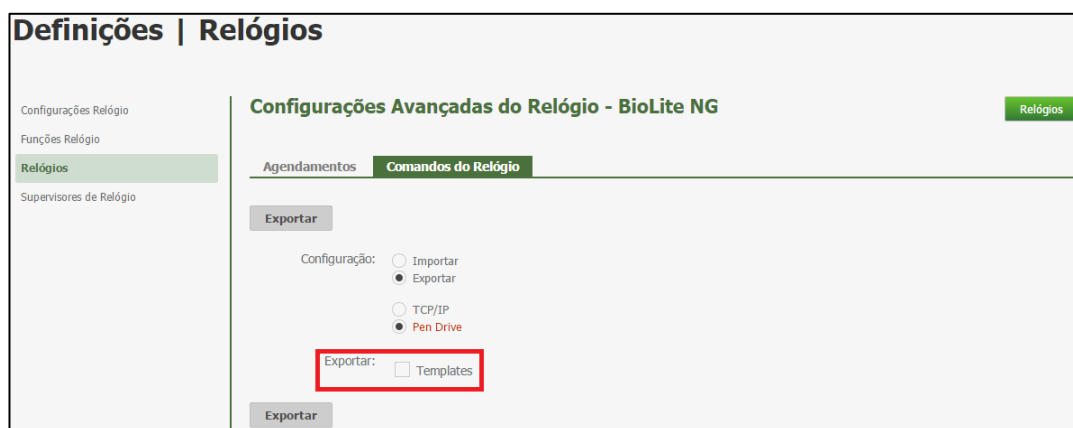 Definições | Relógios
Configurações Relógio
Funções Relógio
Relógios
Supervisores de Relógio
Configurações Avançadas do Relógio - BioLite NG
Relógios
Agendamentos
Comandos do Relógio
Exportar
Configuração:
Importar
Exportar
TCP/IP
Pen Drive
Exportar:
Templates
Exportar